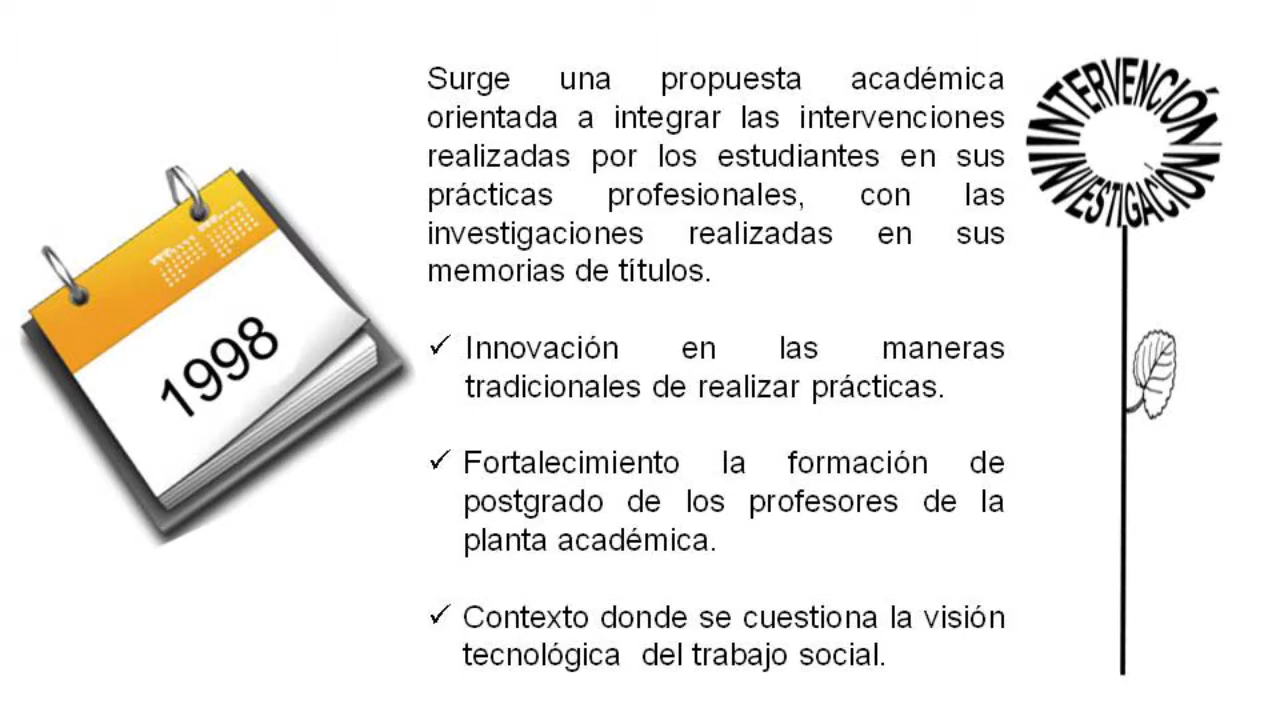 1998
Surge una propuesta académica
orientada a integrar las intervenciones
realizadas por los estudiantes en sus
prácticas profesionales, con las
investigaciones realizadas en sus
memorias de títulos.
✓ Innovación en las maneras
tradicionales de realizar prácticas.
✓ Fortalecimiento la formación de
postgrado de los profesores de la
planta académica.
✓ Contexto donde se cuestiona la visión
tecnológica del trabajo social.
INTERVENCIÓN
INVESTIGACIÓN